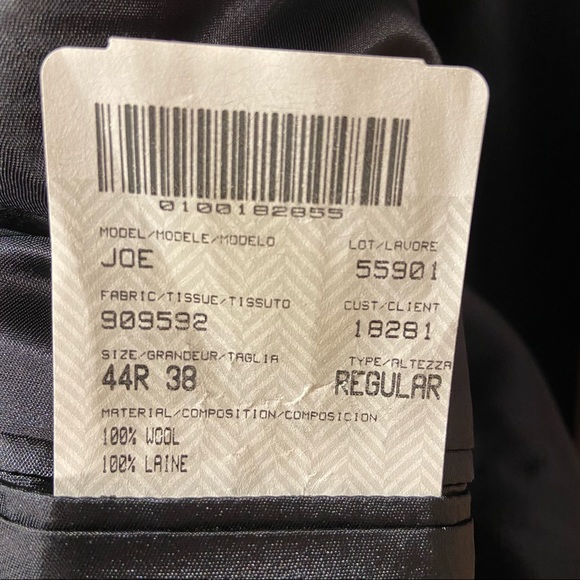 0100182855
MODEL/MODELE/MODELO
JOE
LOT/LAVORE
55901
FABRIC/TISSUE/TISSUTO
909592
CUST/CLIENT
18281
SIZE/GRANDEUR/TAGLIA
44R 38
TYPE/ALTEZZA
REGULAR
MATERIAL/COMPOSITION/COMPOSICION
100% WOOL
100% LAINE